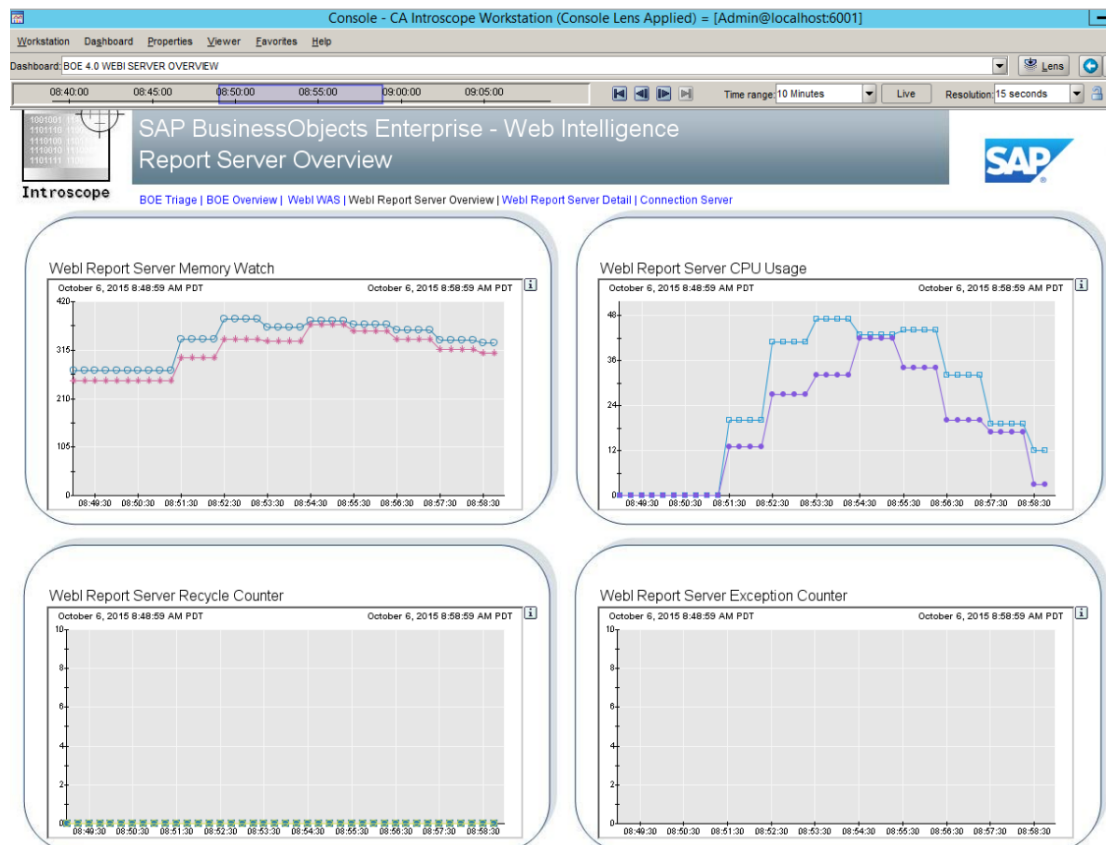 Console - CA Introscope Workstation (Console Lens Applied) = [Admin@localhost:6001]
Workstation Dashboard Properties Viewer Favorites Help
Dashboard: BOE 4.0 WEBI SERVER OVERVIEW Lens
08:40:00 08:45:00 08:50:00 08:55:00 09:00:00 09:05:00 Time range: 10 Minutes Live Resolution: 15 seconds
SAP BusinessObjects Enterprise - Web Intelligence
Report Server Overview
SAP
Introscope
BOE Triage | BOE Overview | WebI WAS | WebI Report Server Overview | WebI Report Server Detail | Connection Server
WebI Report Server Memory Watch
October 6, 2015 8:48:59 AM PDT October 6, 2015 8:58:59 AM PDT
420
315
210
105
0
08:49:30 08:50:30 08:51:30 08:52:30 08:53:30 08:54:30 08:55:30 08:56:30 08:57:30 08:58:30
WebI Report Server CPU Usage
October 6, 2015 8:48:59 AM PDT October 6, 2015 8:58:59 AM PDT
48
36
24
12
0
08:49:30 08:50:30 08:51:30 08:52:30 08:53:30 08:54:30 08:55:30 08:56:30 08:57:30 08:58:30
WebI Report Server Recycle Counter
October 6, 2015 8:48:59 AM PDT October 6, 2015 8:58:59 AM PDT
10
8
6
4
2
0
08:49:30 08:50:30 08:51:30 08:52:30 08:53:30 08:54:30 08:55:30 08:56:30 08:57:30 08:58:30
WebI Report Server Exception Counter
October 6, 2015 8:48:59 AM PDT October 6, 2015 8:58:59 AM PDT
10
8
6
4
2
0
08:49:30 08:50:30 08:51:30 08:52:30 08:53:30 08:54:30 08:55:30 08:56:30 08:57:30 08:58:30